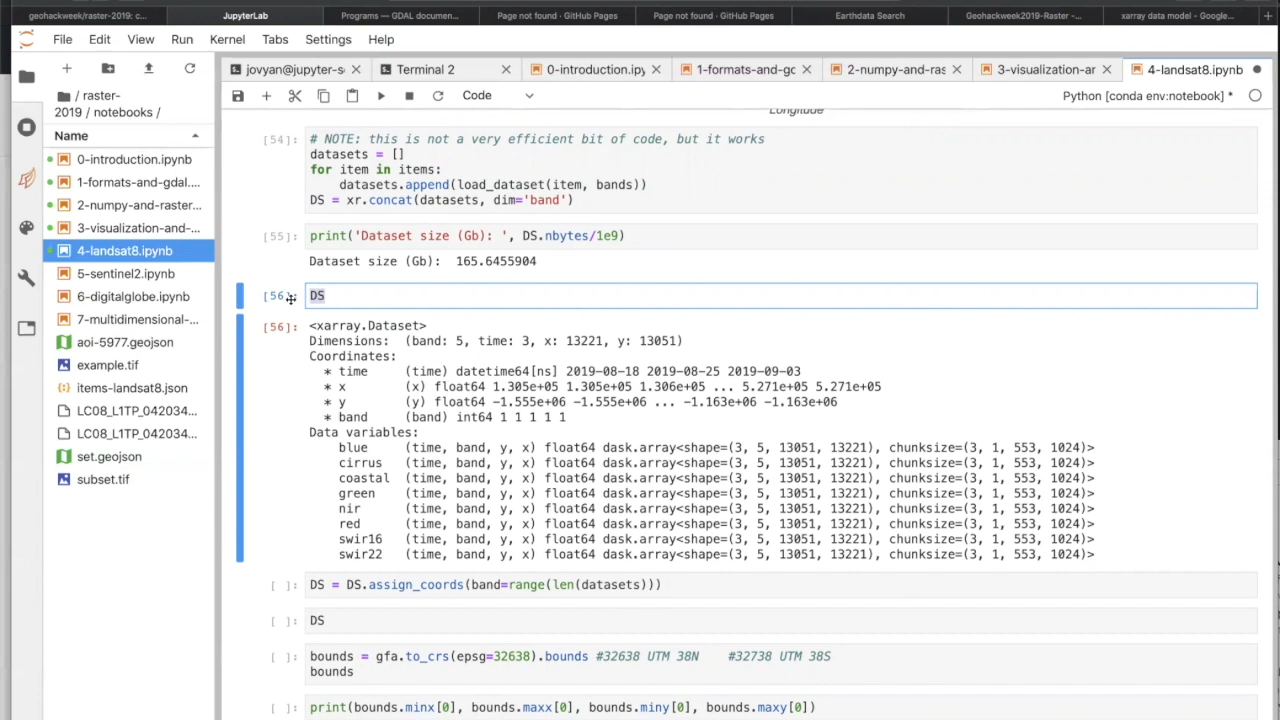 geohackweek/raster-2019: c...
JupyterLab
Programs — GDAL documen...
Page not found · GitHub Pages
Page not found · GitHub Pages
Earthdata Search
Geohackweek2019-Raster -...
xarray data model - Google...
File Edit View Run Kernel Tabs Settings Help
jovyan@jupyter-s
Terminal 2
0-introduction.ipy
1-formats-and-gc
2-numpy-and-ras
3-visualization-ar
4-landsat8.ipynb
/ raster-
2019 / notebooks /
Code
Python [conda env:notebook] *
Name
0-introduction.ipynb
1-formats-and-gdal....
2-numpy-and-raster...
3-visualization-and-...
4-landsat8.ipynb
5-sentinel2.ipynb
6-digitalglobe.ipynb
7-multidimensional-...
aoi-5977.geojson
example.tif
items-landsat8.json
LC08_L1TP_042034...
LC08_L1TP_042034...
set.geojson
subset.tif
Longitude
[54]: # NOTE: this is not a very efficient bit of code, but it works
datasets = []
for item in items:
datasets.append(load_dataset(item, bands))
DS = xr.concat(datasets, dim='band')
[55]: print('Dataset size (Gb): ', DS.nbytes/1e9)
Dataset size (Gb):  165.6455904
[56]: DS
[56]: <xarray.Dataset>
Dimensions:  (band: 5, time: 3, x: 13221, y: 13051)
Coordinates:
* time     (time) datetime64[ns] 2019-08-18 2019-08-25 2019-09-03
* x        (x) float64 1.305e+05 1.305e+05 1.306e+05 ... 5.271e+05 5.271e+05
* y        (y) float64 -1.555e+06 -1.555e+06 ... -1.163e+06 -1.163e+06
* band     (band) int64 1 1 1 1 1
Data variables:
blue     (time, band, y, x) float64 dask.array<shape=(3, 5, 13051, 13221), chunksize=(3, 1, 553, 1024)>
cirrus   (time, band, y, x) float64 dask.array<shape=(3, 5, 13051, 13221), chunksize=(3, 1, 553, 1024)>
coastal  (time, band, y, x) float64 dask.array<shape=(3, 5, 13051, 13221), chunksize=(3, 1, 553, 1024)>
green    (time, band, y, x) float64 dask.array<shape=(3, 5, 13051, 13221), chunksize=(3, 1, 553, 1024)>
nir      (time, band, y, x) float64 dask.array<shape=(3, 5, 13051, 13221), chunksize=(3, 1, 553, 1024)>
red      (time, band, y, x) float64 dask.array<shape=(3, 5, 13051, 13221), chunksize=(3, 1, 553, 1024)>
swir16   (time, band, y, x) float64 dask.array<shape=(3, 5, 13051, 13221), chunksize=(3, 1, 553, 1024)>
swir22   (time, band, y, x) float64 dask.array<shape=(3, 5, 13051, 13221), chunksize=(3, 1, 553, 1024)>
[ ]: DS = DS.assign_coords(band=range(len(datasets)))
[ ]: DS
[ ]: bounds = gfa.to_crs(epsg=32638).bounds #32638 UTM 38N    #32738 UTM 38S
bounds
[ ]: print(bounds.minx[0], bounds.maxx[0], bounds.miny[0], bounds.maxy[0])